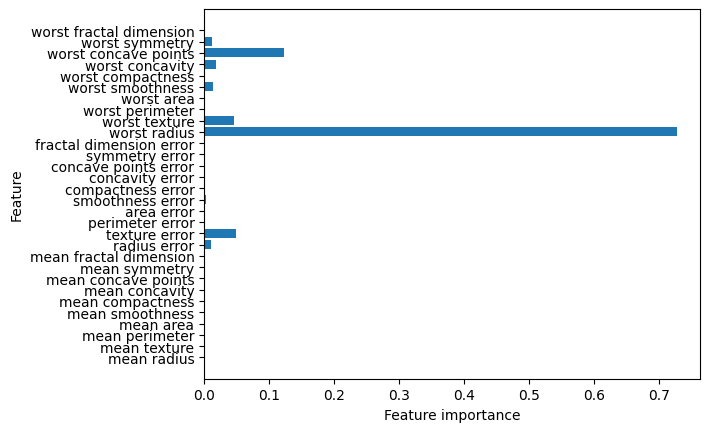 worst fractal dimension
worst symmetry
worst concave points
worst concavity
worst compactness
worst smoothness
worst area
worst perimeter
worst texture
worst radius
fractal dimension error
symmetry error
concave points error
concavity error
compactness error
smoothness error
area error
perimeter error
texture error
radius error
mean fractal dimension
mean symmetry
mean concave points
mean concavity
mean compactness
mean smoothness
mean area
mean perimeter
mean texture
mean radius
Feature
0.0 0.1 0.2 0.3 0.4 0.5 0.6 0.7
Feature importance